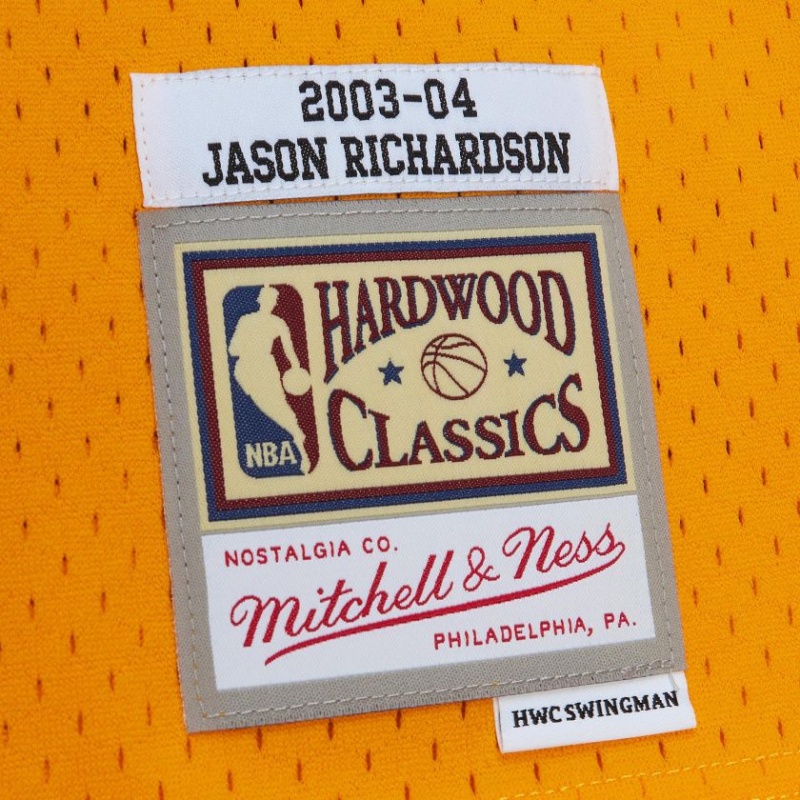 2003-04
JASON RICHARDSON
HARDWOOD
CLASSICS
NBA
NOSTALGIA CO.
Mitchell & Ness
PHILADELPHIA, PA.
HWC SWINGMAN